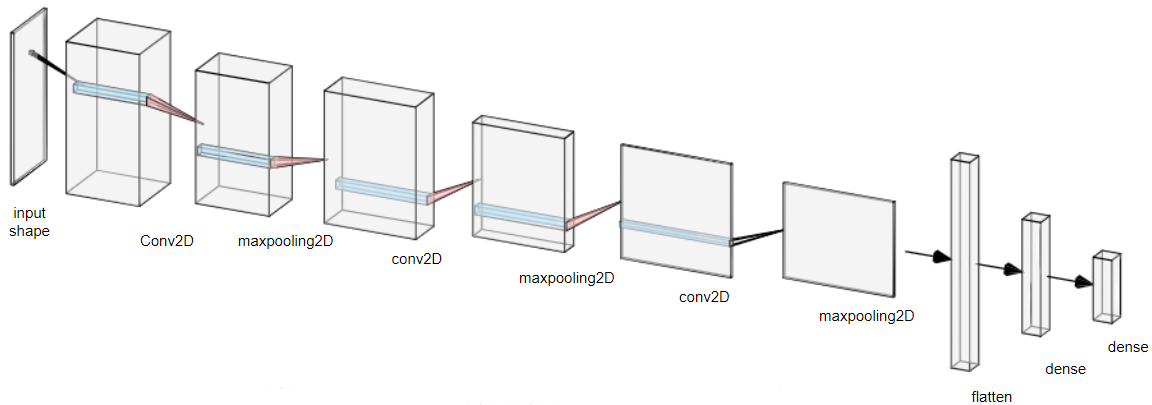 input
shape
Conv2D
maxpooling2D
conv2D
maxpooling2D
conv2D
maxpooling2D
flatten
dense
dense